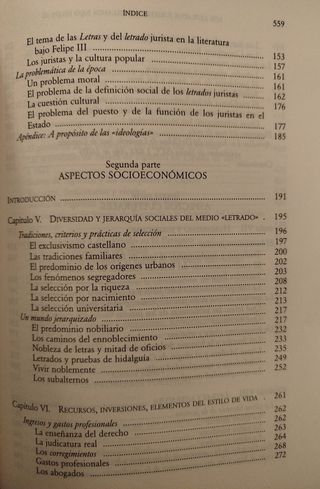 ÍNDICE 559
El tema de las Letras y del letrado jurista en la literatura
bajo Felipe III 153
Los juristas y la cultura popular 157
La problemática de la época 161
Un problema moral 161
El problema de la definición social de los letrados juristas 162
La cuestión cultural 176
El problema del puesto y de la función de los juristas en el
Estado 177
Apéndice: A propósito de las «ideologías» 185
Segunda parte
ASPECTOS SOCIOECONÓMICOS
INTRODUCCIÓN 191
Capítulo V. DIVERSIDAD Y JERARQUÍA SOCIALES DEL MEDIO «LETRADO» . 195
Tradiciones, criterios y prácticas de selección 196
El exclusivismo castellano 197
Las tradiciones familiares 200
El predominio de los orígenes urbanos 202
Los fenómenos segregadores 203
La selección por la riqueza 208
La selección por nacimiento 212
La selección universitaria 213
Un mundo jerarquizado 217
El predominio nobiliario 217
Los caminos del ennoblecimiento 232
Nobleza de letras y mirad de oficios 233
Letrados y pruebas de hidalguía 235
Vivir noblemente 249
Los subalternos 252
Capítulo VI. RECURSOS, INVERSIONES, ELEMENTOS DEL ESTILO DE VIDA . 261
Ingresos y gastos profesionales 262
La enseñanza del derecho 262
La judicatura real 263
Los corregimientos 264
Gastos profesionales 268
Los abogados 272